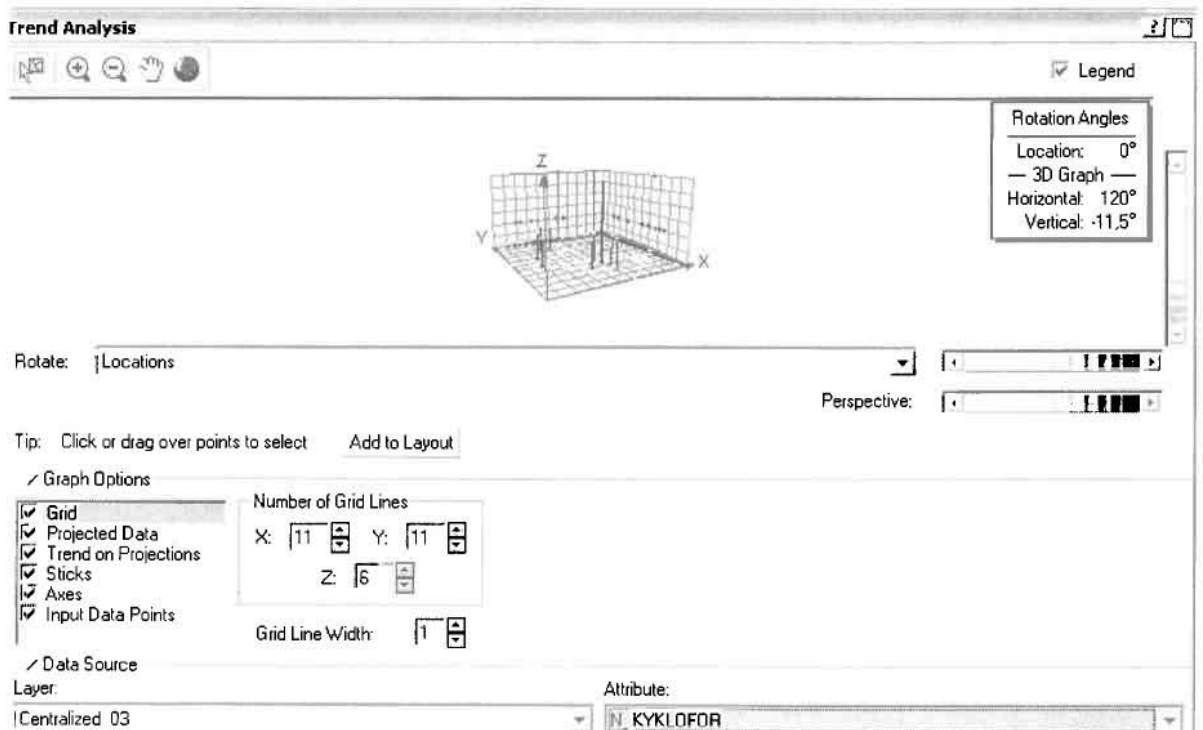 Trend Analysis
Legend
Rotation Angles
Location: 0°
— 3D Graph —
Horizontal: 120°
Vertical: -11,5°
Z
Y
X
Rotate: Locations
Perspective:
Tip: Click or drag over points to select Add to Layout
Graph Options
Grid
Projected Data
Trend on Projections
Sticks
Axes
Input Data Points
Number of Grid Lines
X: 11 Y: 11
Z: 6
Grid Line Width: 1
Data Source
Layer: Attribute:
Centralized 03 N KYKLOFOR